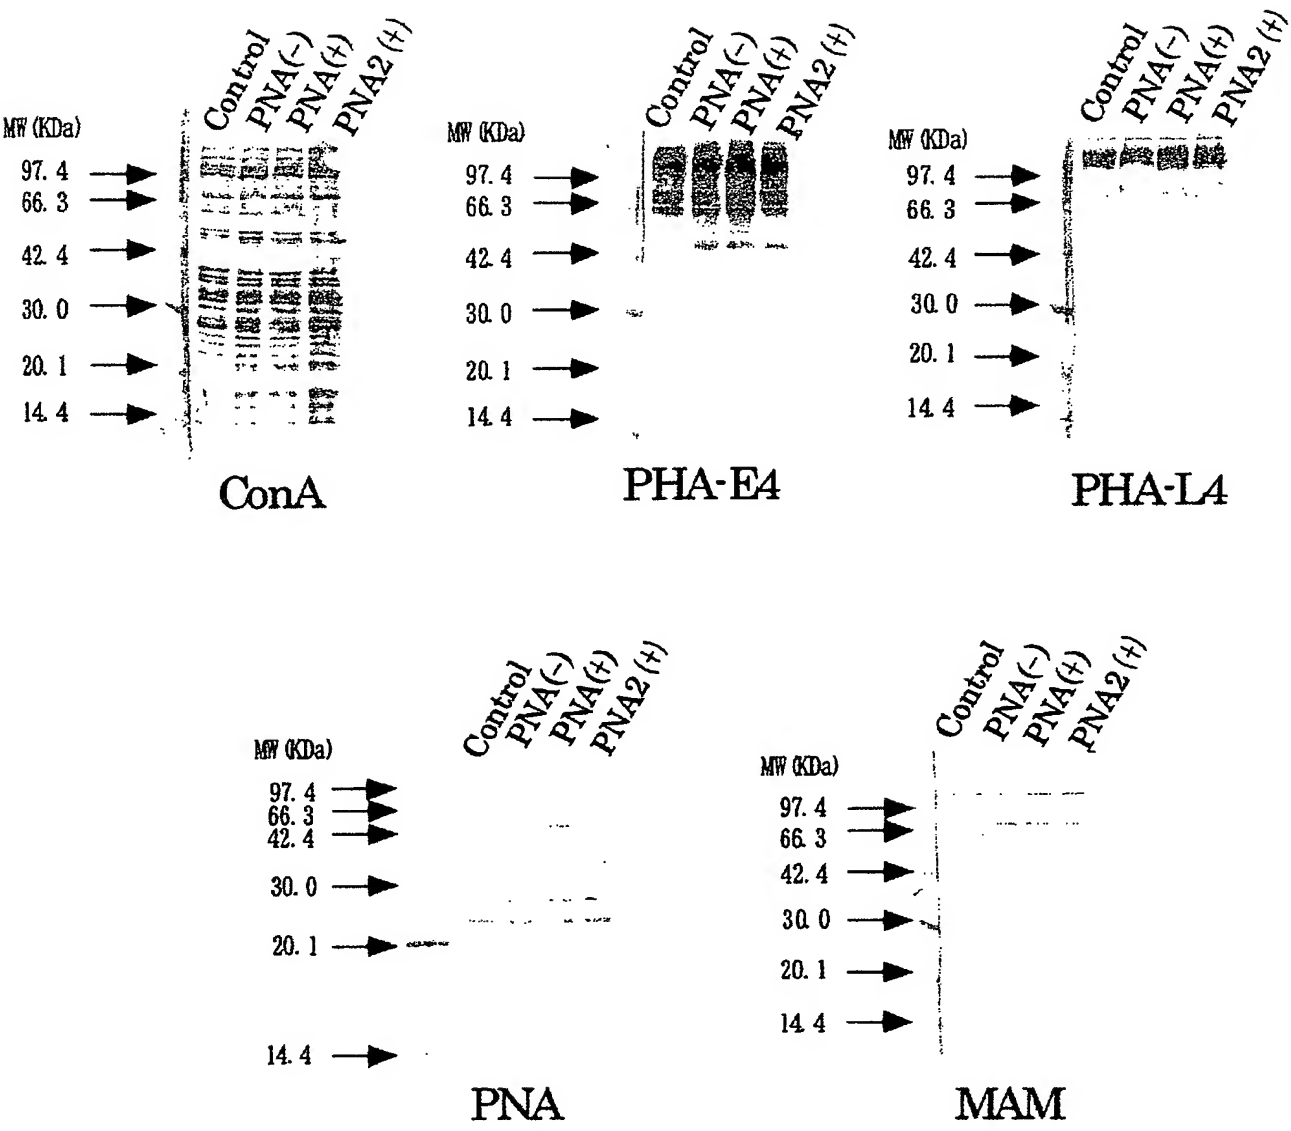 Control PNA(-) PNA(+) PNA2(+)
MW (KDa)
97. 4
66. 3
42. 4
30. 0
20. 1
14. 4
ConA
Control PNA(-) PNA(+) PNA2(+)
MW (KDa)
97. 4
66. 3
42. 4
30. 0
20. 1
14. 4
PHA-E4
Control PNA(-) PNA(+) PNA2(+)
MW (KDa)
97. 4
66. 3
42. 4
30. 0
20. 1
14. 4
PHA-L4
Control PNA(-) PNA(+) PNA2(+)
MW (KDa)
97. 4
66. 3
42. 4
30. 0
20. 1
14. 4
PNA
Control PNA(-) PNA(+) PNA2(+)
MW (KDa)
97. 4
66. 3
42. 4
30. 0
20. 1
14. 4
MAM